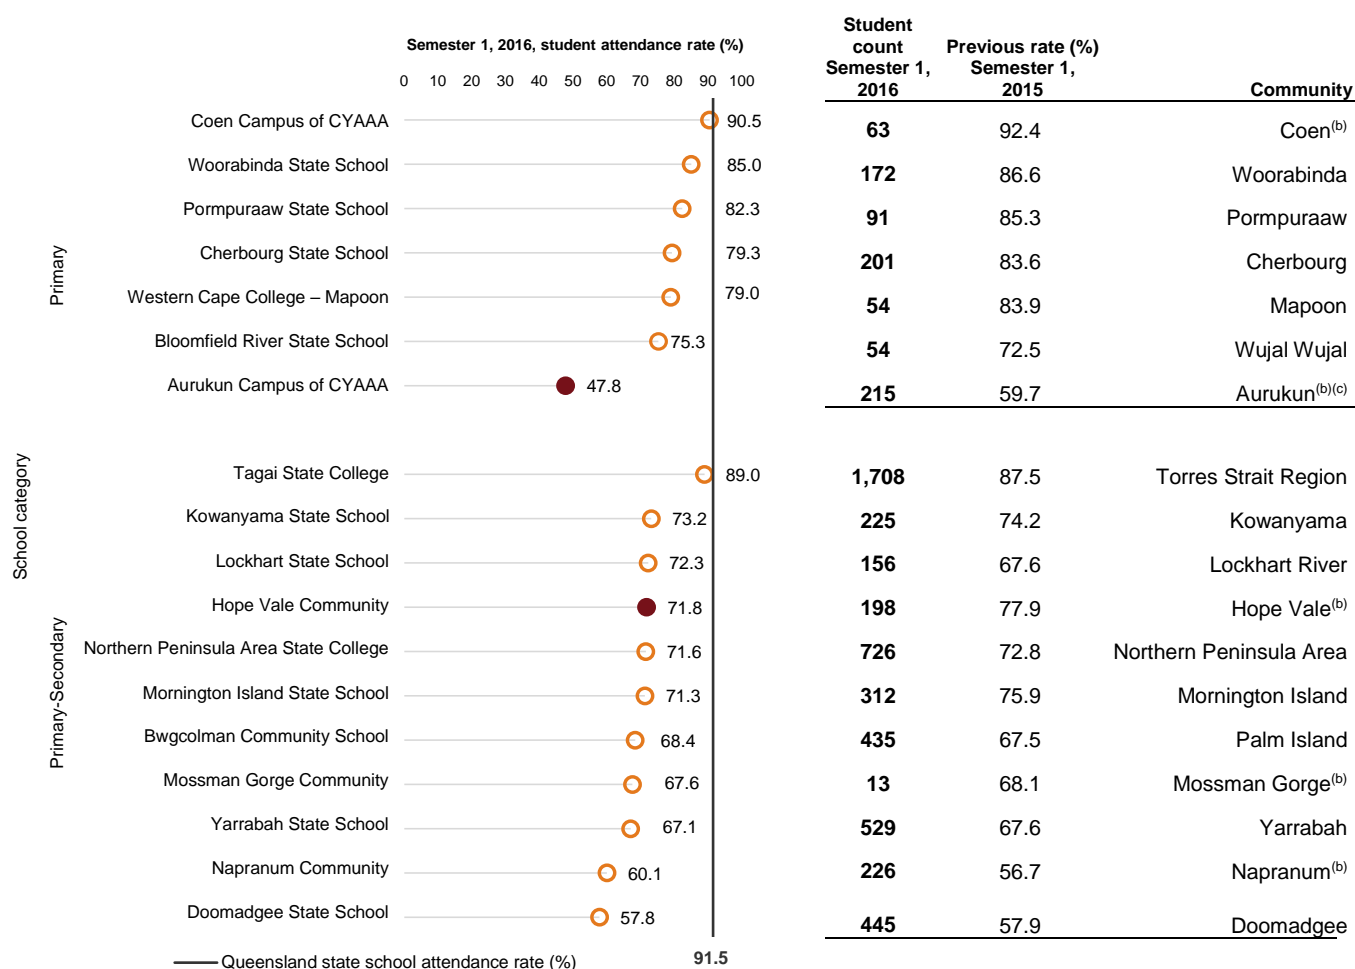 Semester 1, 2016, student attendance rate (%)
0 10 20 30 40 50 60 70 80 90 100
Student count Semester 1, 2016
Previous rate (%) Semester 1, 2015
Community
School category
Primary
Coen Campus of CYAAA 90.5 63 92.4 Coen(b)
Woorabinda State School 85.0 172 86.6 Woorabinda
Pormpuraaw State School 82.3 91 85.3 Pormpuraaw
Cherbourg State School 79.3 201 83.6 Cherbourg
Western Cape College – Mapoon 79.0 54 83.9 Mapoon
Bloomfield River State School 75.3 54 72.5 Wujal Wujal
Aurukun Campus of CYAAA 47.8 215 59.7 Aurukun(b)(c)
Primary-Secondary
Tagai State College 89.0 1,708 87.5 Torres Strait Region
Kowanyama State School 73.2 225 74.2 Kowanyama
Lockhart State School 72.3 156 67.6 Lockhart River
Hope Vale Community 71.8 198 77.9 Hope Vale(b)
Northern Peninsula Area State College 71.6 726 72.8 Northern Peninsula Area
Mornington Island State School 71.3 312 75.9 Mornington Island
Bwgcolman Community School 68.4 435 67.5 Palm Island
Mossman Gorge Community 67.6 13 68.1 Mossman Gorge(b)
Yarrabah State School 67.1 529 67.6 Yarrabah
Napranum Community 60.1 226 56.7 Napranum(b)
Doomadgee State School 57.8 445 57.9 Doomadgee
Queensland state school attendance rate (%) 91.5